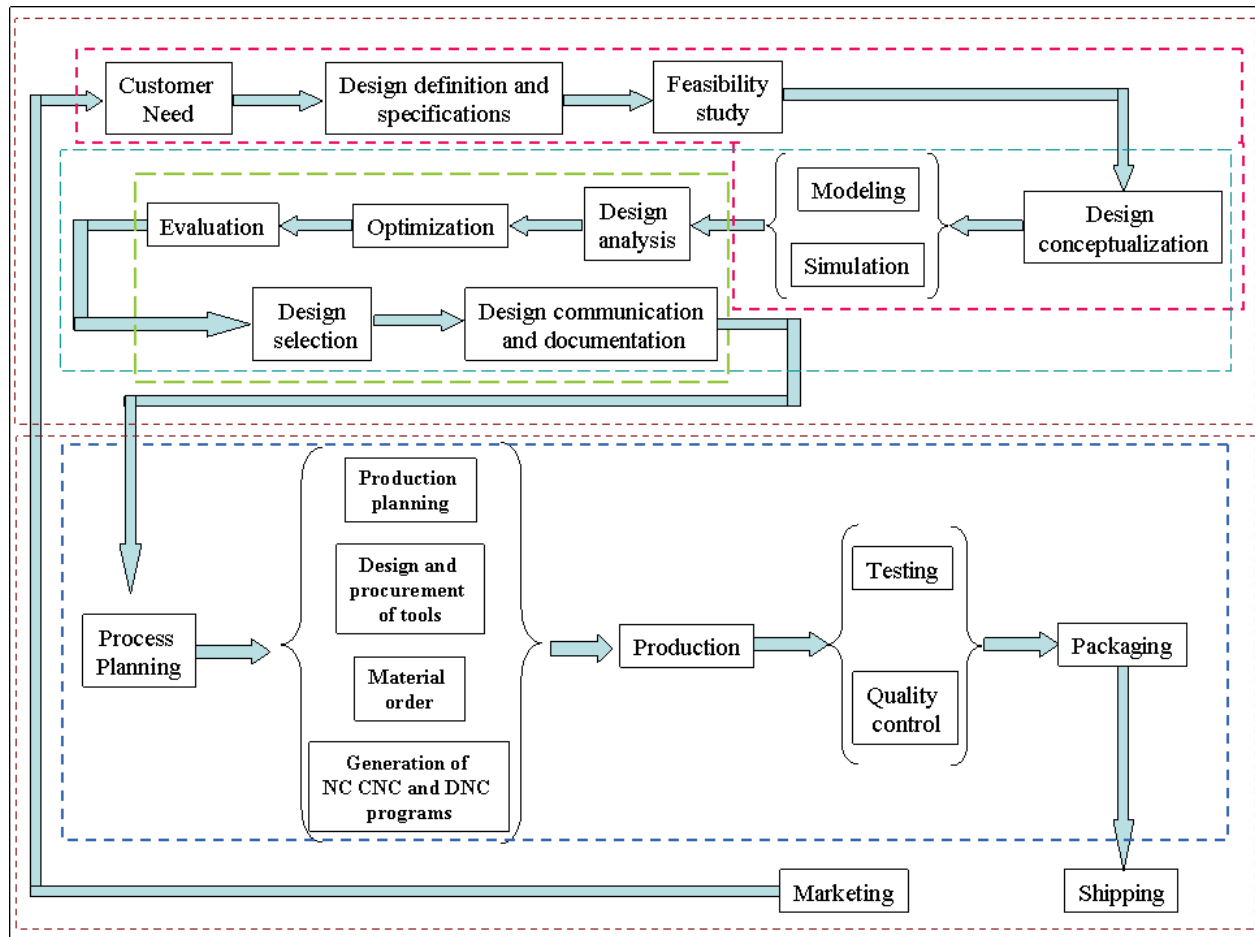 Customer
Need
Design definition and
specifications
Feasibility
study
Evaluation
Optimization
Design
analysis
Modeling
Simulation
Design
conceptualization
Design
selection
Design communication
and documentation
Process
Planning
Production
planning
Design and
procurement
of tools
Material
order
Generation of
NC CNC and DNC
programs
Production
Testing
Quality
control
Packaging
Marketing
Shipping